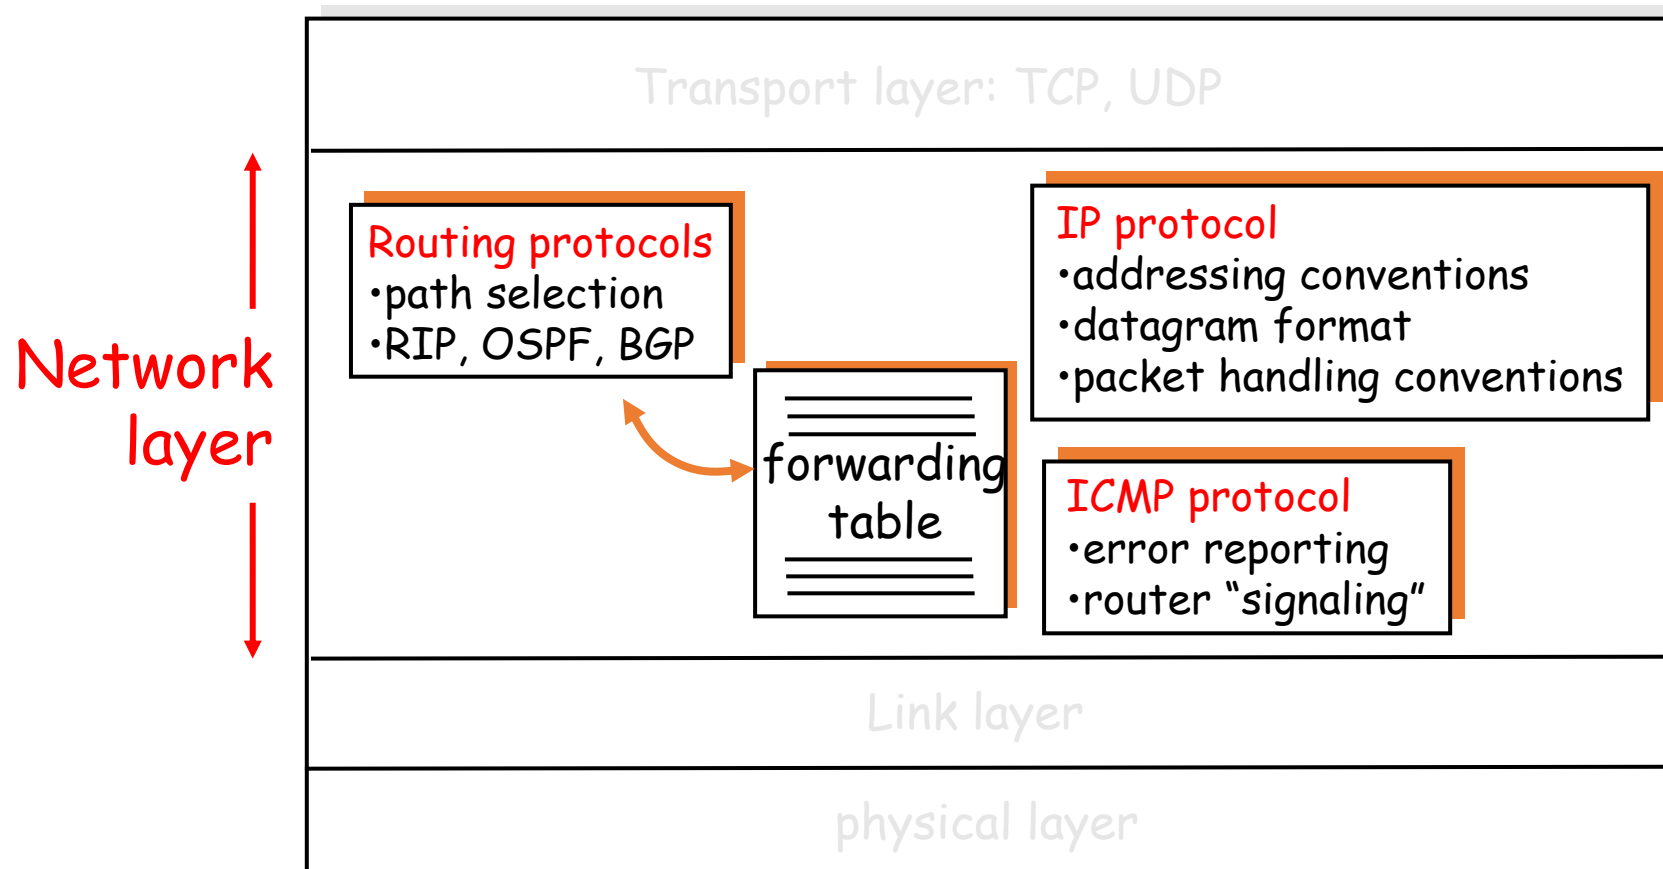 Transport layer: TCP, UDP
Network
layer
Routing protocols
•path selection
•RIP, OSPF, BGP
forwarding
table
IP protocol
•addressing conventions
•datagram format
•packet handling conventions
ICMP protocol
•error reporting
•router “signaling”
Link layer
physical layer